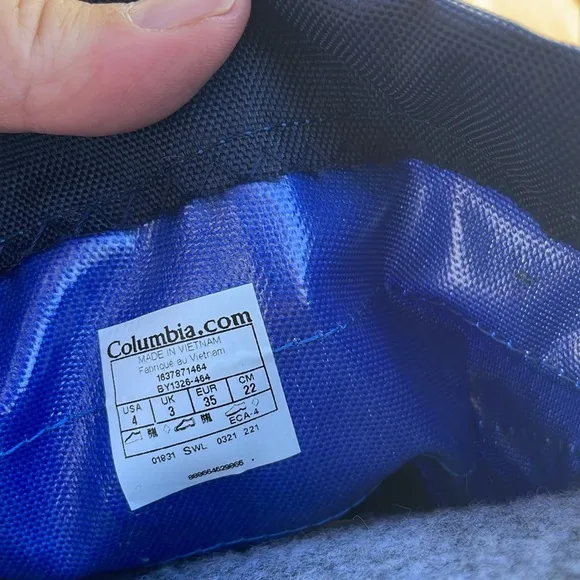 Columbia.com
MADE IN VIETNAM
Fabriqué au Vietnam
1637871464
BY1326-464
USA UK EUR CM
4 3 35 22
ECA-4
01831 SWL 0321 221